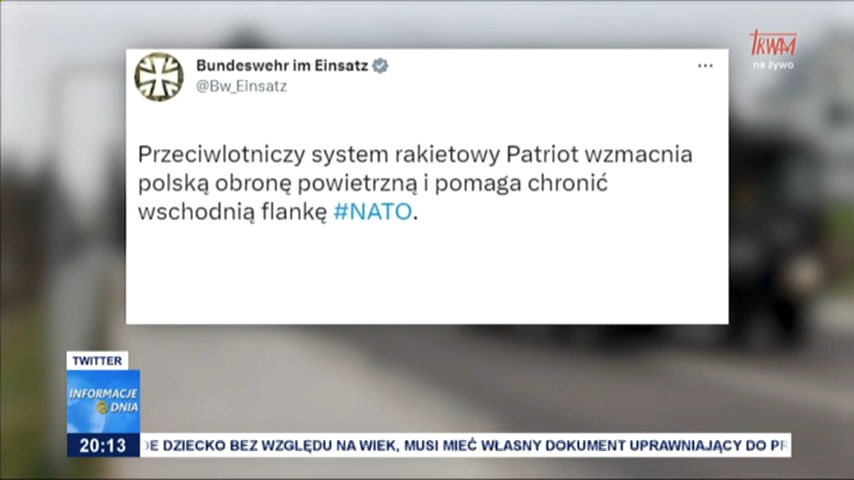 TRWAM
na żywo
Bundeswehr im Einsatz
@Bw_Einsatz
Przeciwlotniczy system rakietowy Patriot wzmacnia
polską obronę powietrzną i pomaga chronić
wschodnią flankę #NATO.
TWITTER
INFORMACJE
DNIA
20:13
DZIECKO BEZ WZGLĘDU NA WIEK, MUSI MIEĆ WŁASNY DOKUMENT UPRAWNIAJĄCY DO